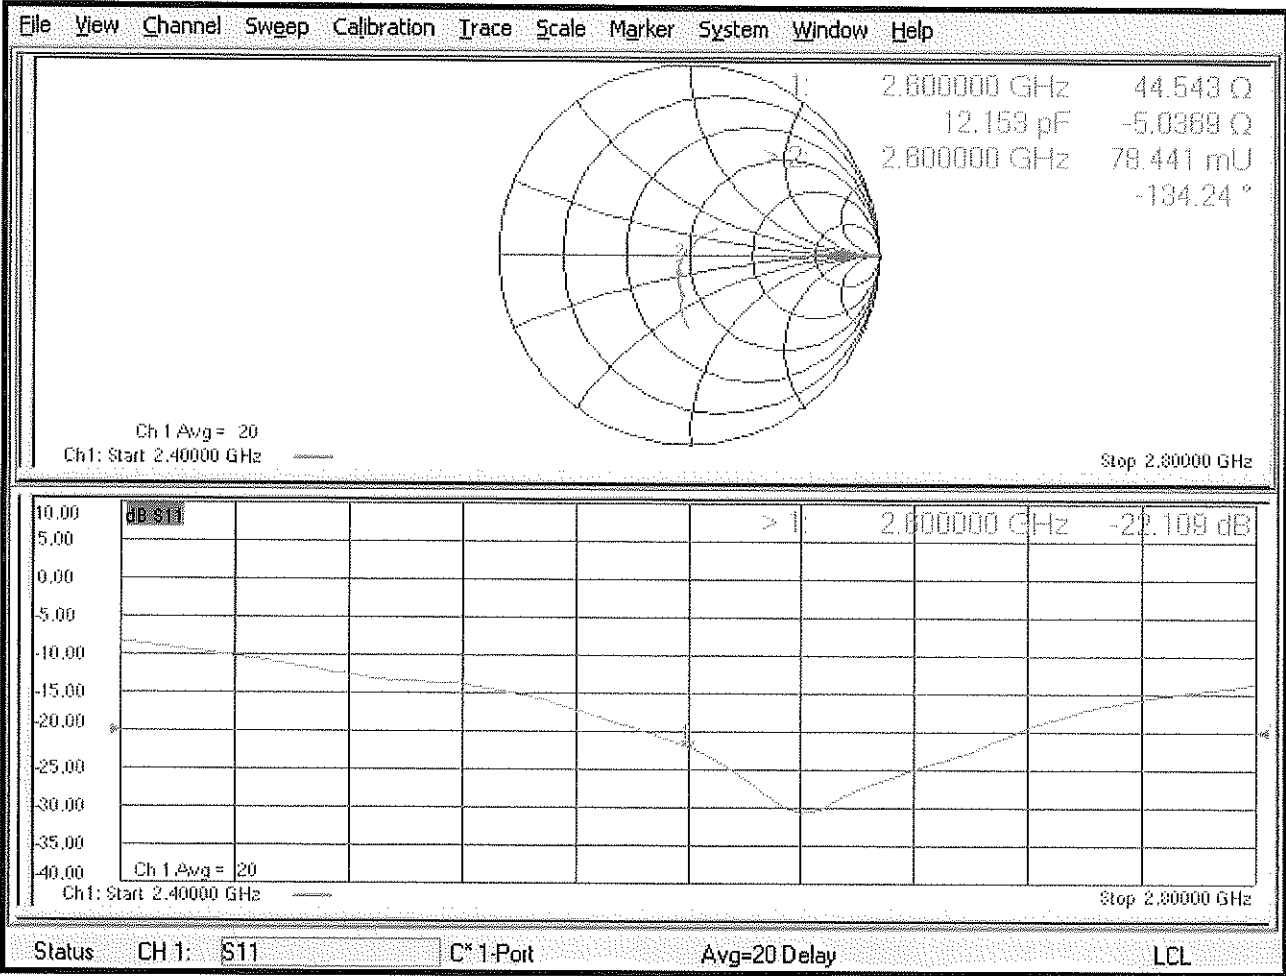 File View Channel Sweep Calibration Trace Scale Marker System Window Help
1: 2.600000 GHz 44.543 Ω
12.153 pF -5.0369 Ω
> 2: 2.600000 GHz 78.441 mU
-134.24 °
Ch 1 Avg = 20
Ch1: Start 2.40000 GHz
Stop 2.80000 GHz
10.00 dB S11
> 1: 2.600000 GHz -22.109 dB
5.00
0.00
-5.00
-10.00
-15.00
-20.00
-25.00
-30.00
-35.00
-40.00
Ch 1 Avg = 20
Ch1: Start 2.40000 GHz
Stop 2.80000 GHz
Status CH 1: S11 C* 1-Port Avg=20 Delay LCL